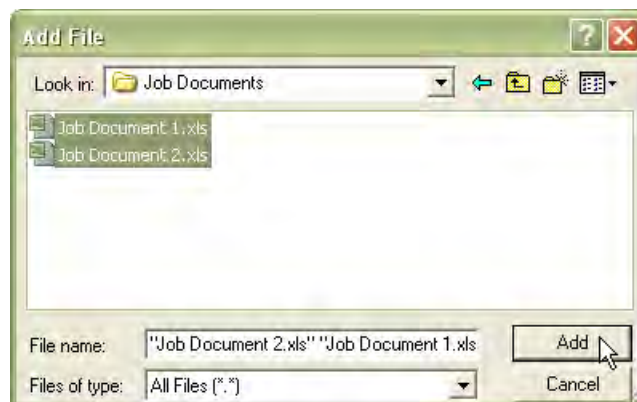 Add File
Look in: Job Documents
Job Document 1.xls
Job Document 2.xls
File name: "Job Document 2.xls" "Job Document 1.xls
Add
Files of type: All Files (*.*)
Cancel